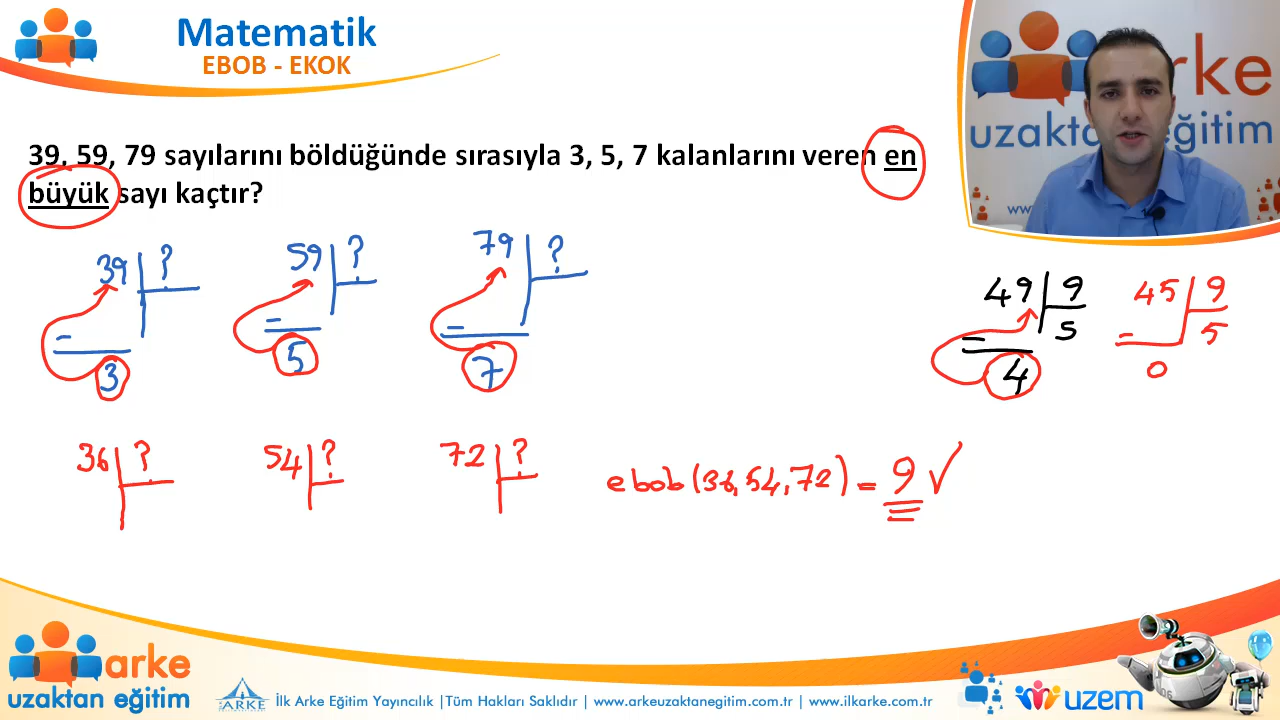 Matematik
EBOB - EKOK
arke
uzaktan eğitim
www.
39, 59, 79 sayılarını böldüğünde sırasıyla 3, 5, 7 kalanlarını veren en
büyük sayı kaçtır?
39 ? 59 ? 79 ?
3 5 7
49 9 45 9
5 5
4 0
36 ? 54 ? 72 ?
ebob(36,54,72) = 9 ✓
arke
uzaktan eğitim
ARKE
İlk Arke Eğitim Yayıncılık |Tüm Hakları Saklıdır | www.arkeuzaktanegitim.com.tr | www.ilkarke.com.tr
uzem